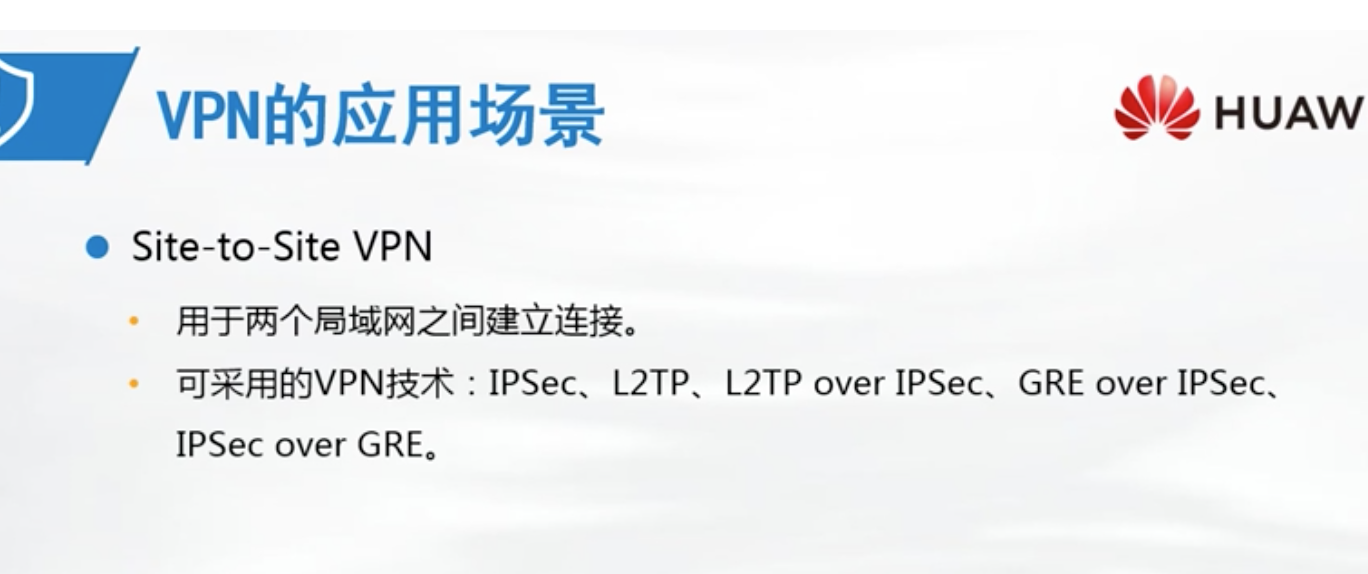 VPN的应用场景
HUAW
Site-to-Site VPN
用于两个局域网之间建立连接。
可采用的VPN技术：IPSec、L2TP、L2TP over IPSec、GRE over IPSec、
IPSec over GRE。